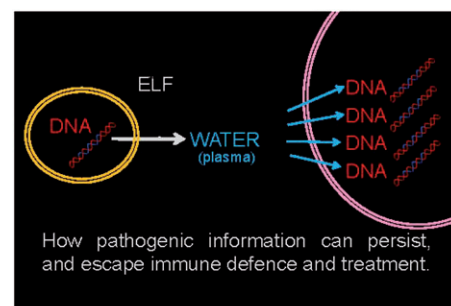 ELF
DNA
WATER
(plasma)
DNA
DNA
DNA
DNA
How pathogenic information can persist,
and escape immune defence and treatment.